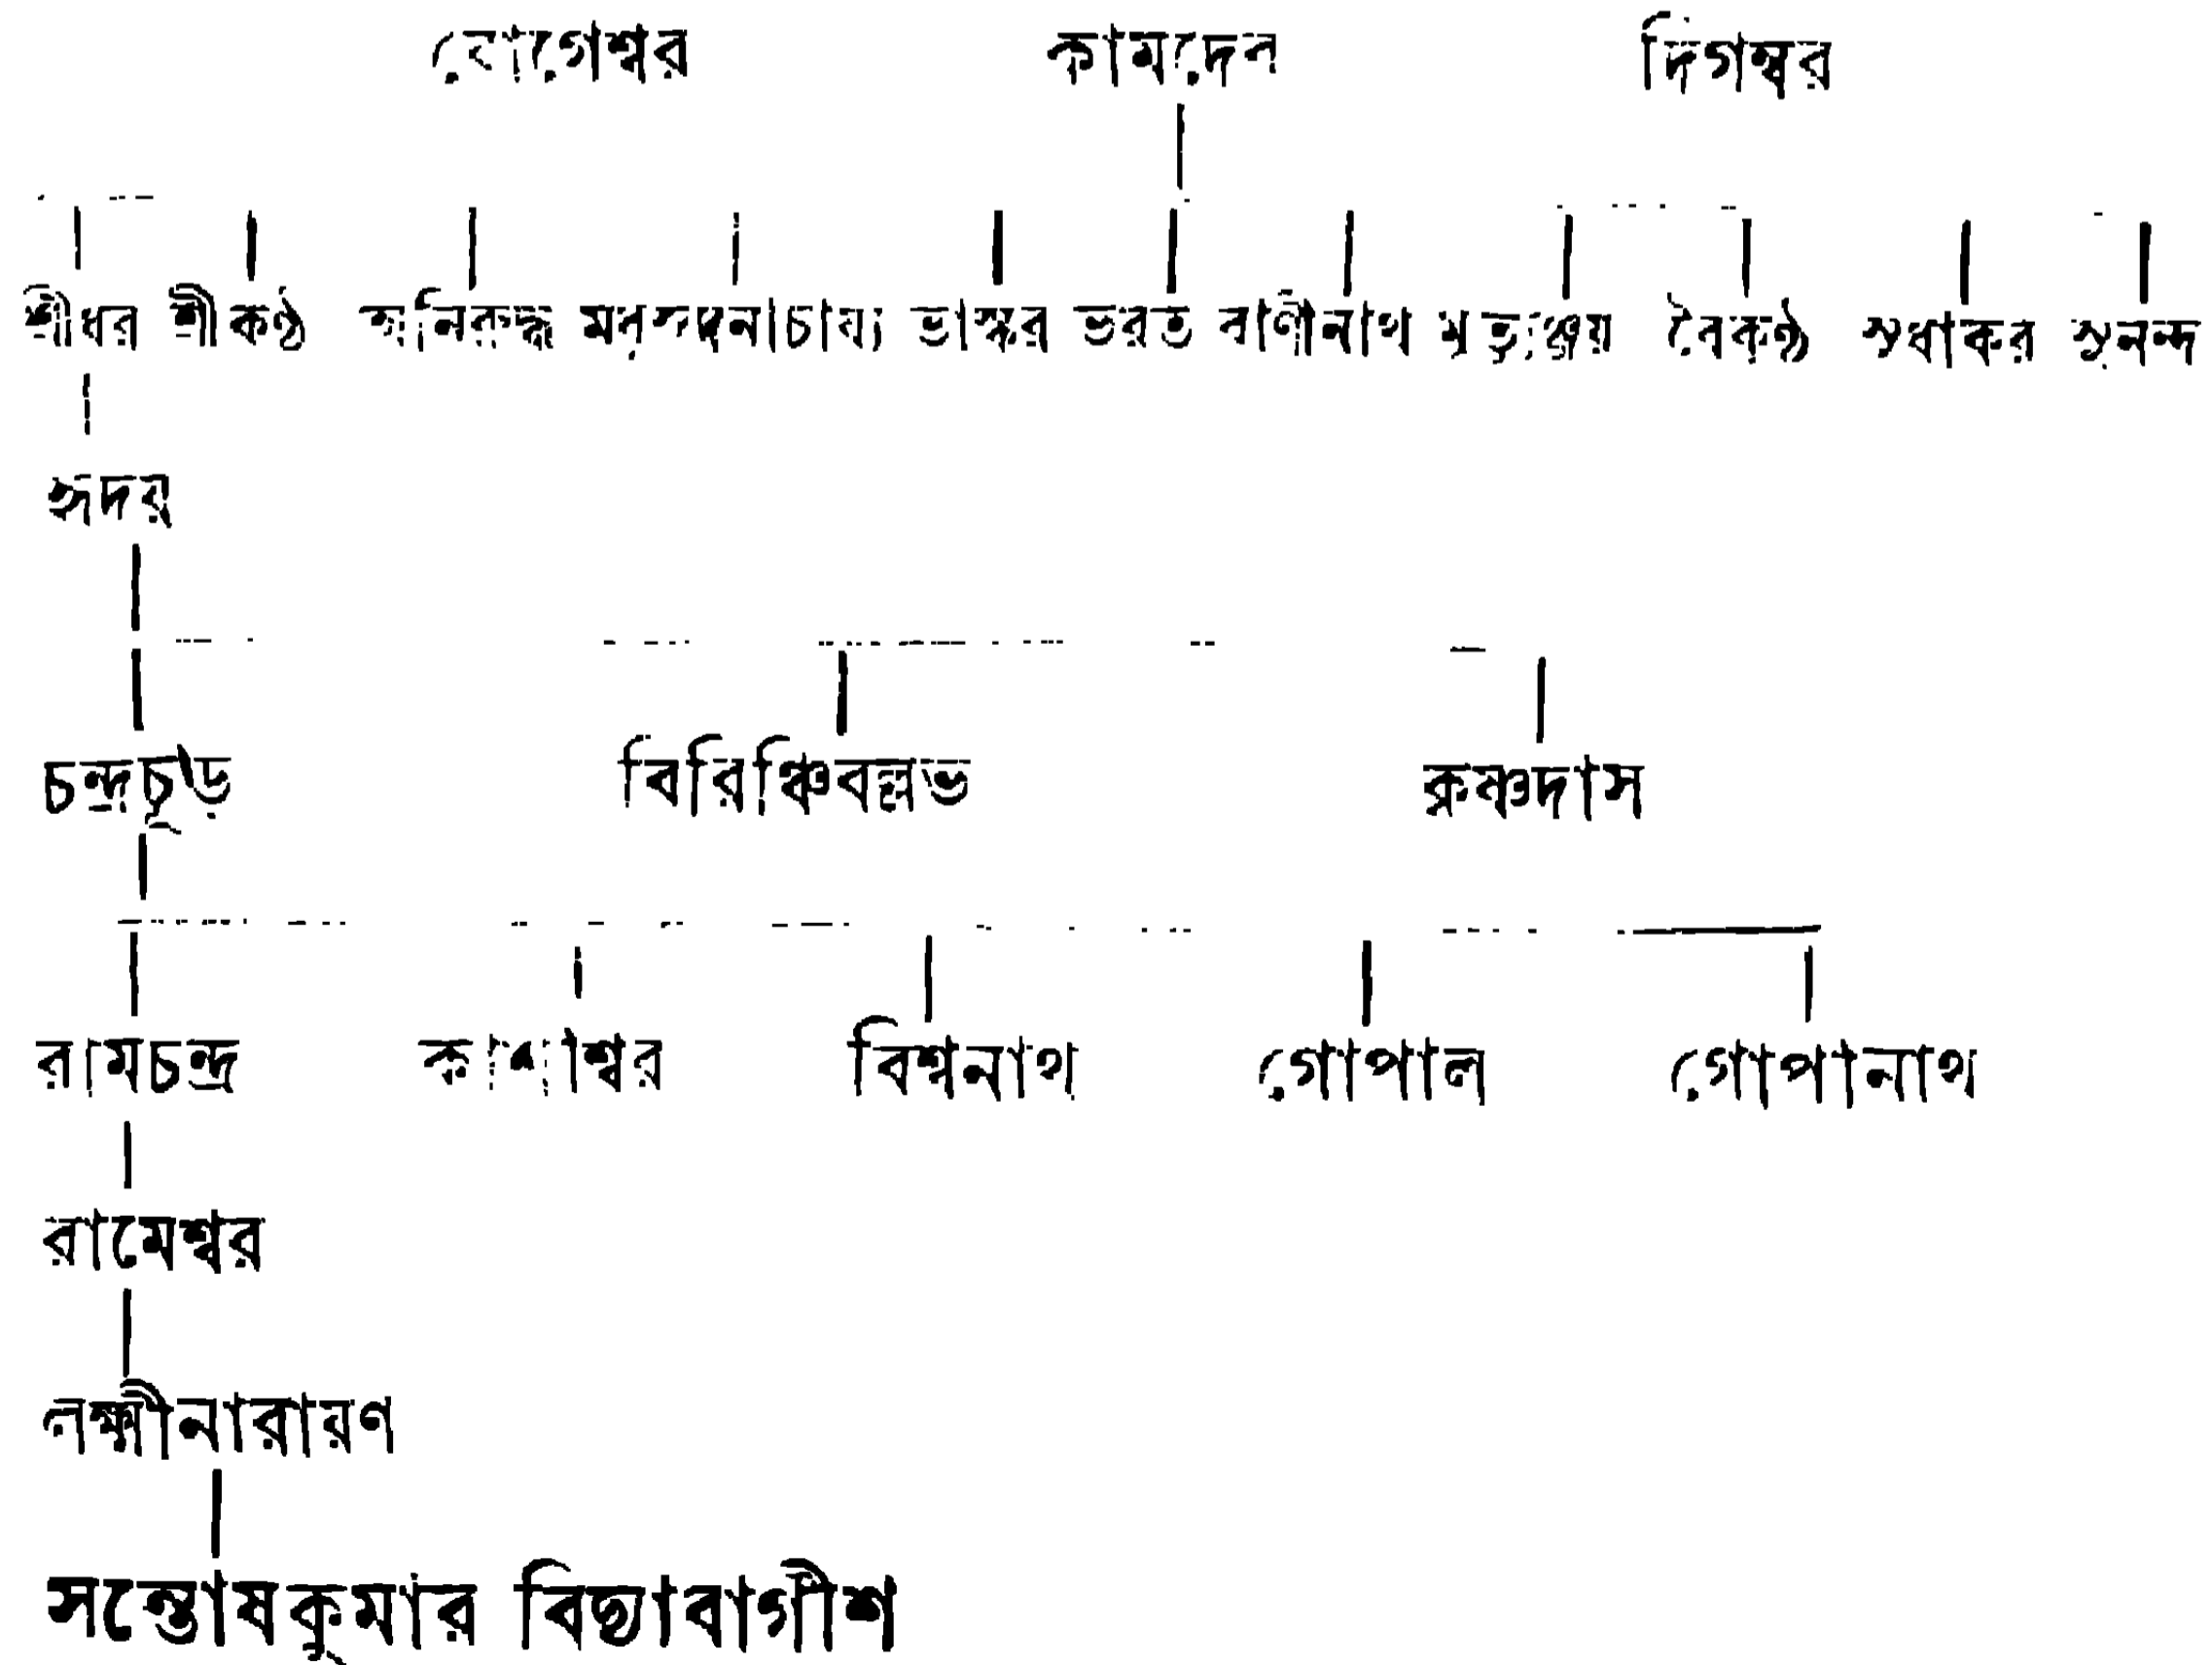 যোগেশ্বর কামদেব দিগম্বর
শ্রীধর শ্রীকণ্ঠ অনিরুদ্ধ মধুসূদনাচার্য্য ভাস্কর ভরত বাণীনাথ মৃত্যুঞ্জয় বৈকুণ্ঠ সুধাকর সুনন্দ
হৃদয়
চন্দ্রচূড় বিরিঞ্চিবল্লভ কৃষ্ণদাস
রামচন্দ্র কাশীশ্বর বিশ্বনাথ গোপাল গোপীনাথ
রামেশ্বর
লক্ষ্মীনারায়ণ
সন্তোষকুমার বিদ্যাবাগীশ